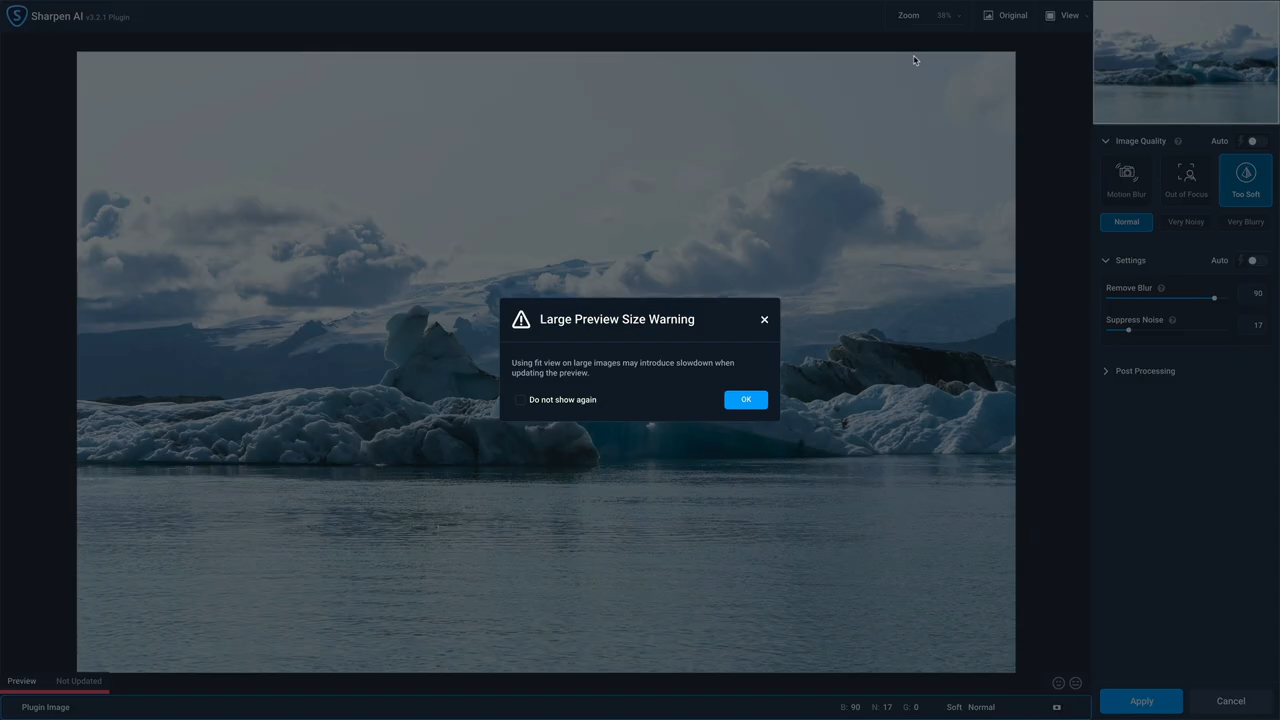 Sharpen AI v3.2.1 Plugin
Zoom 38% Original View
Image Quality ? Auto
Motion Blur Out of Focus Too Soft
Normal Very Noisy Very Blurry
Settings Auto
Remove Blur ? 90
Suppress Noise ? 17
Post Processing
Large Preview Size Warning
Using fit view on large images may introduce slowdown when
updating the preview.
Do not show again OK
Preview Not Updated
Plugin Image B: 90 N: 17 G: 0 Soft Normal
Apply Cancel